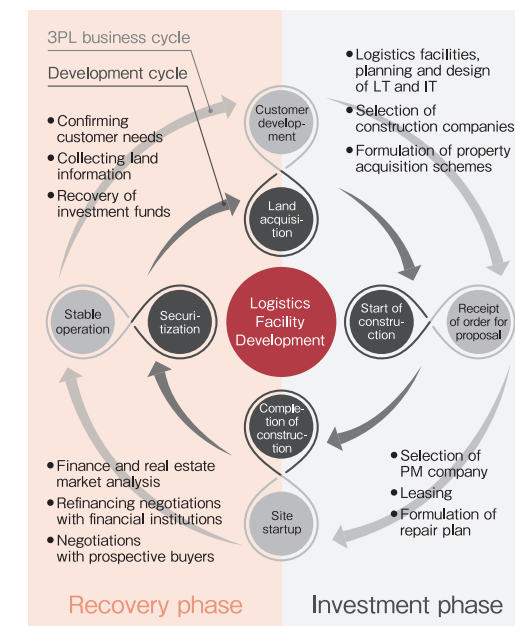 3PL business cycle
Development cycle
• Confirming
customer needs
• Collecting land
information
• Recovery of
investment funds
• Logistics facilities,
planning and design
of LT and IT
• Selection of
construction companies
• Formulation of property
acquisition schemes
Customer
develop-
ment
Land
acquisi-
tion
Stable
operation
Securi-
tization
Logistics
Facility
Development
Start of
constru-
ction
Receipt
of order for
proposal
Comple-
tion of
construc-
tion
Site
startup
• Finance and real estate
market analysis
• Refinancing negotiations
with financial institutions
• Negotiations
with prospective buyers
• Selection of
PM company
• Leasing
• Formulation of
repair plan
Recovery phase
Investment phase